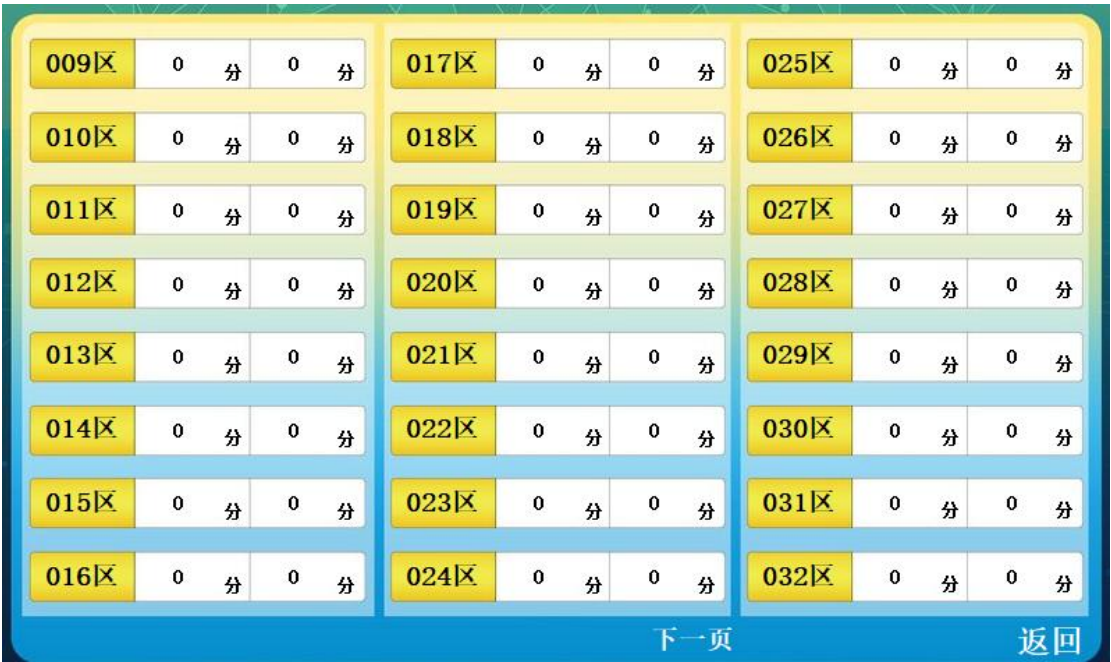 009区 0 分 0 分 017区 0 分 0 分 025区 0 分 0 分
010区 0 分 0 分 018区 0 分 0 分 026区 0 分 0 分
011区 0 分 0 分 019区 0 分 0 分 027区 0 分 0 分
012区 0 分 0 分 020区 0 分 0 分 028区 0 分 0 分
013区 0 分 0 分 021区 0 分 0 分 029区 0 分 0 分
014区 0 分 0 分 022区 0 分 0 分 030区 0 分 0 分
015区 0 分 0 分 023区 0 分 0 分 031区 0 分 0 分
016区 0 分 0 分 024区 0 分 0 分 032区 0 分 0 分
下一页 返回